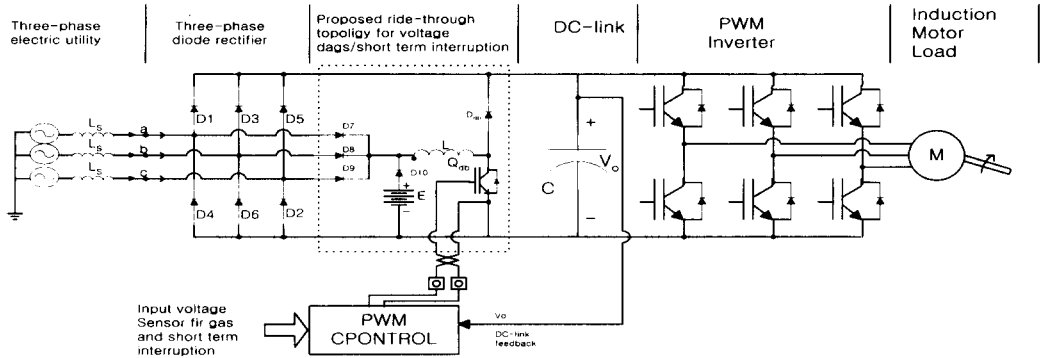 Three-phase
electric utility
Three-phase
diode rectifier
Proposed ride-through
topoligy for voltage
dags/short term interruption
DC-link
PWM
Inverter
Induction
Motor
Load
D1
D3
D5
D7
L
Ls
a
D8
Ls
b
D9
Qdb
Ls
c
D10
E
+
+
C
Vo
−
−
M
D4
D6
D2
Input voltage
Sensor fir gas
and short term
interruption
PWM
CPONTROL
Vo
DC-link
feedback